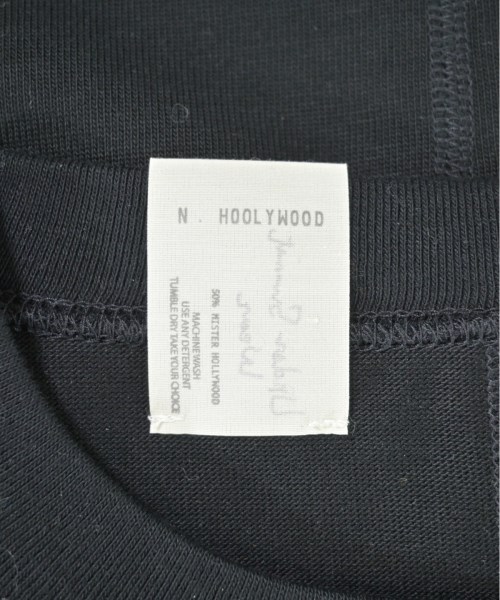 N. HOOLYWOOD
50% MISTER HOLLYWOOD
MACHINE WASH
USE ANY DETERGENT
TUMBLE DRY TAKE YOUR CHOICE